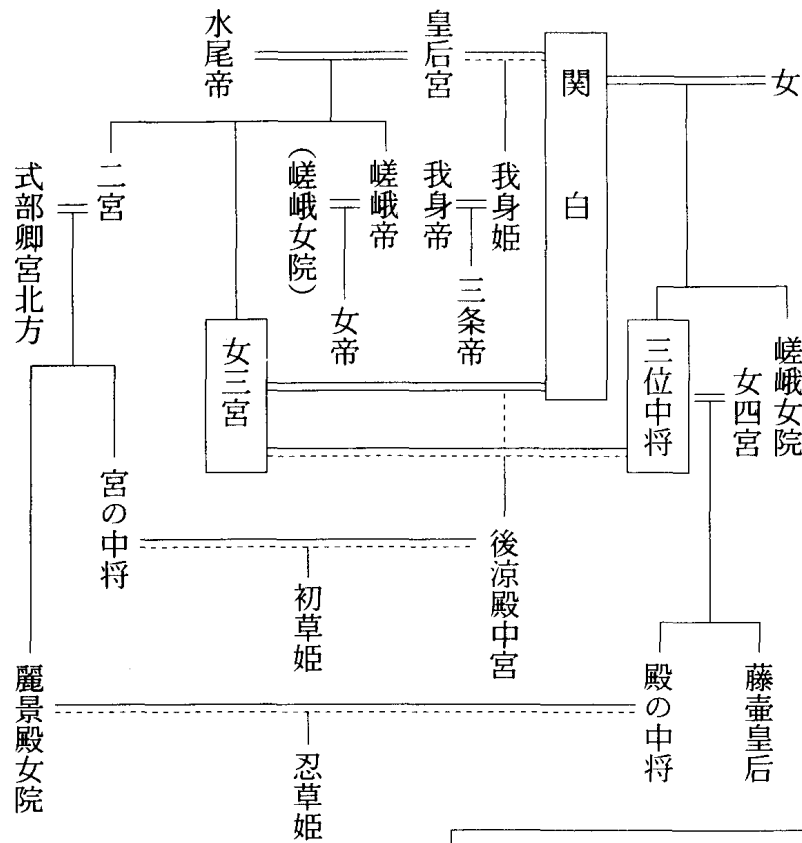 女
関白
皇后宮
水尾帝
我身姫
我身帝
三条帝
嵯峨帝
(嵯峨女院)
女帝
二宮
式部卿宮北方
嵯峨女院
女四宮
三位中将
女三宮
後涼殿中宮
宮の中将
初草姫
藤壷皇后
殿の中将
忍草姫
麗景殿女院